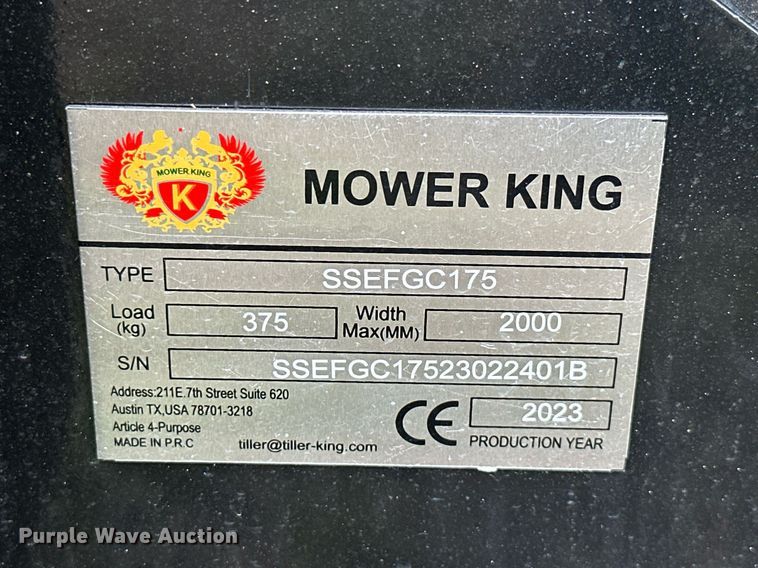 MOWER KING
K
MOWER KING
TYPE SSEFGC175
Load (kg) 375 Width Max(MM) 2000
S/N SSEFGC17523022401B
Address:211E.7th Street Suite 620
Austin TX,USA 78701-3218
Article 4-Purpose
MADE IN P.R.C tiller@tiller-king.com
CE 2023
PRODUCTION YEAR
Purple Wave Auction